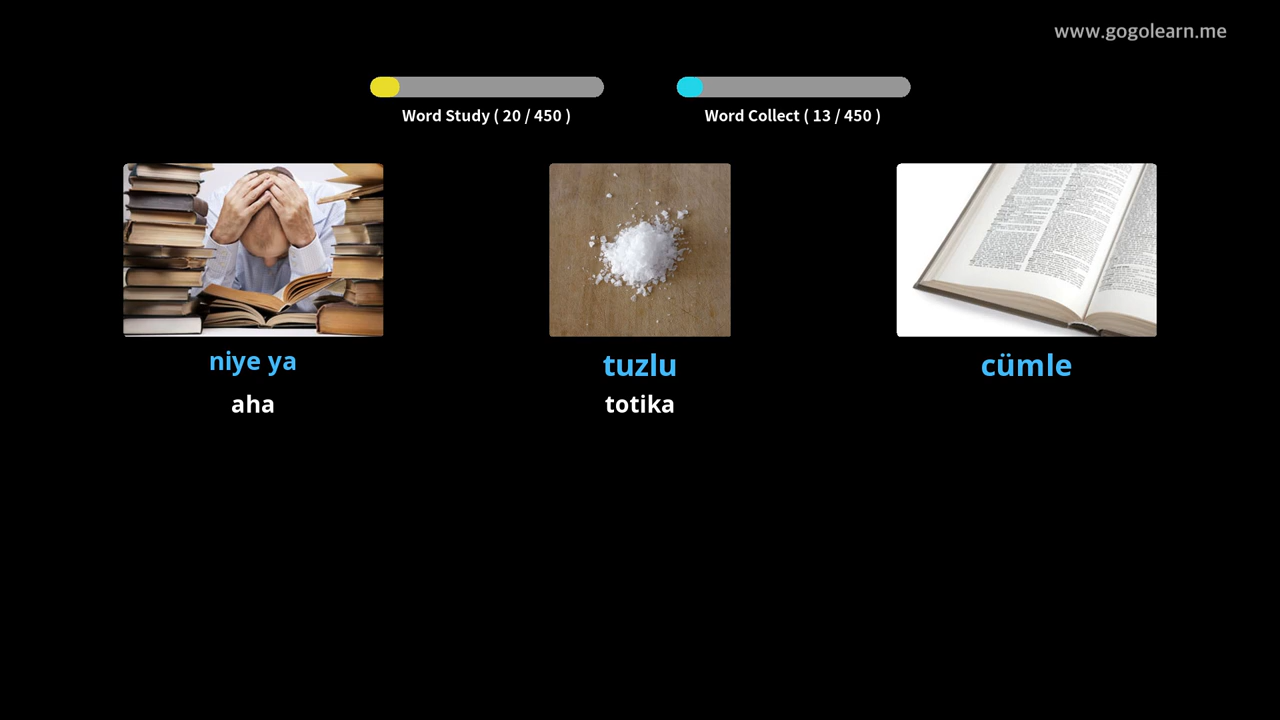 www.gogolearn.me
Word Study ( 20 / 450 )
Word Collect ( 13 / 450 )
niye ya
tuzlu
cümle
aha
totika